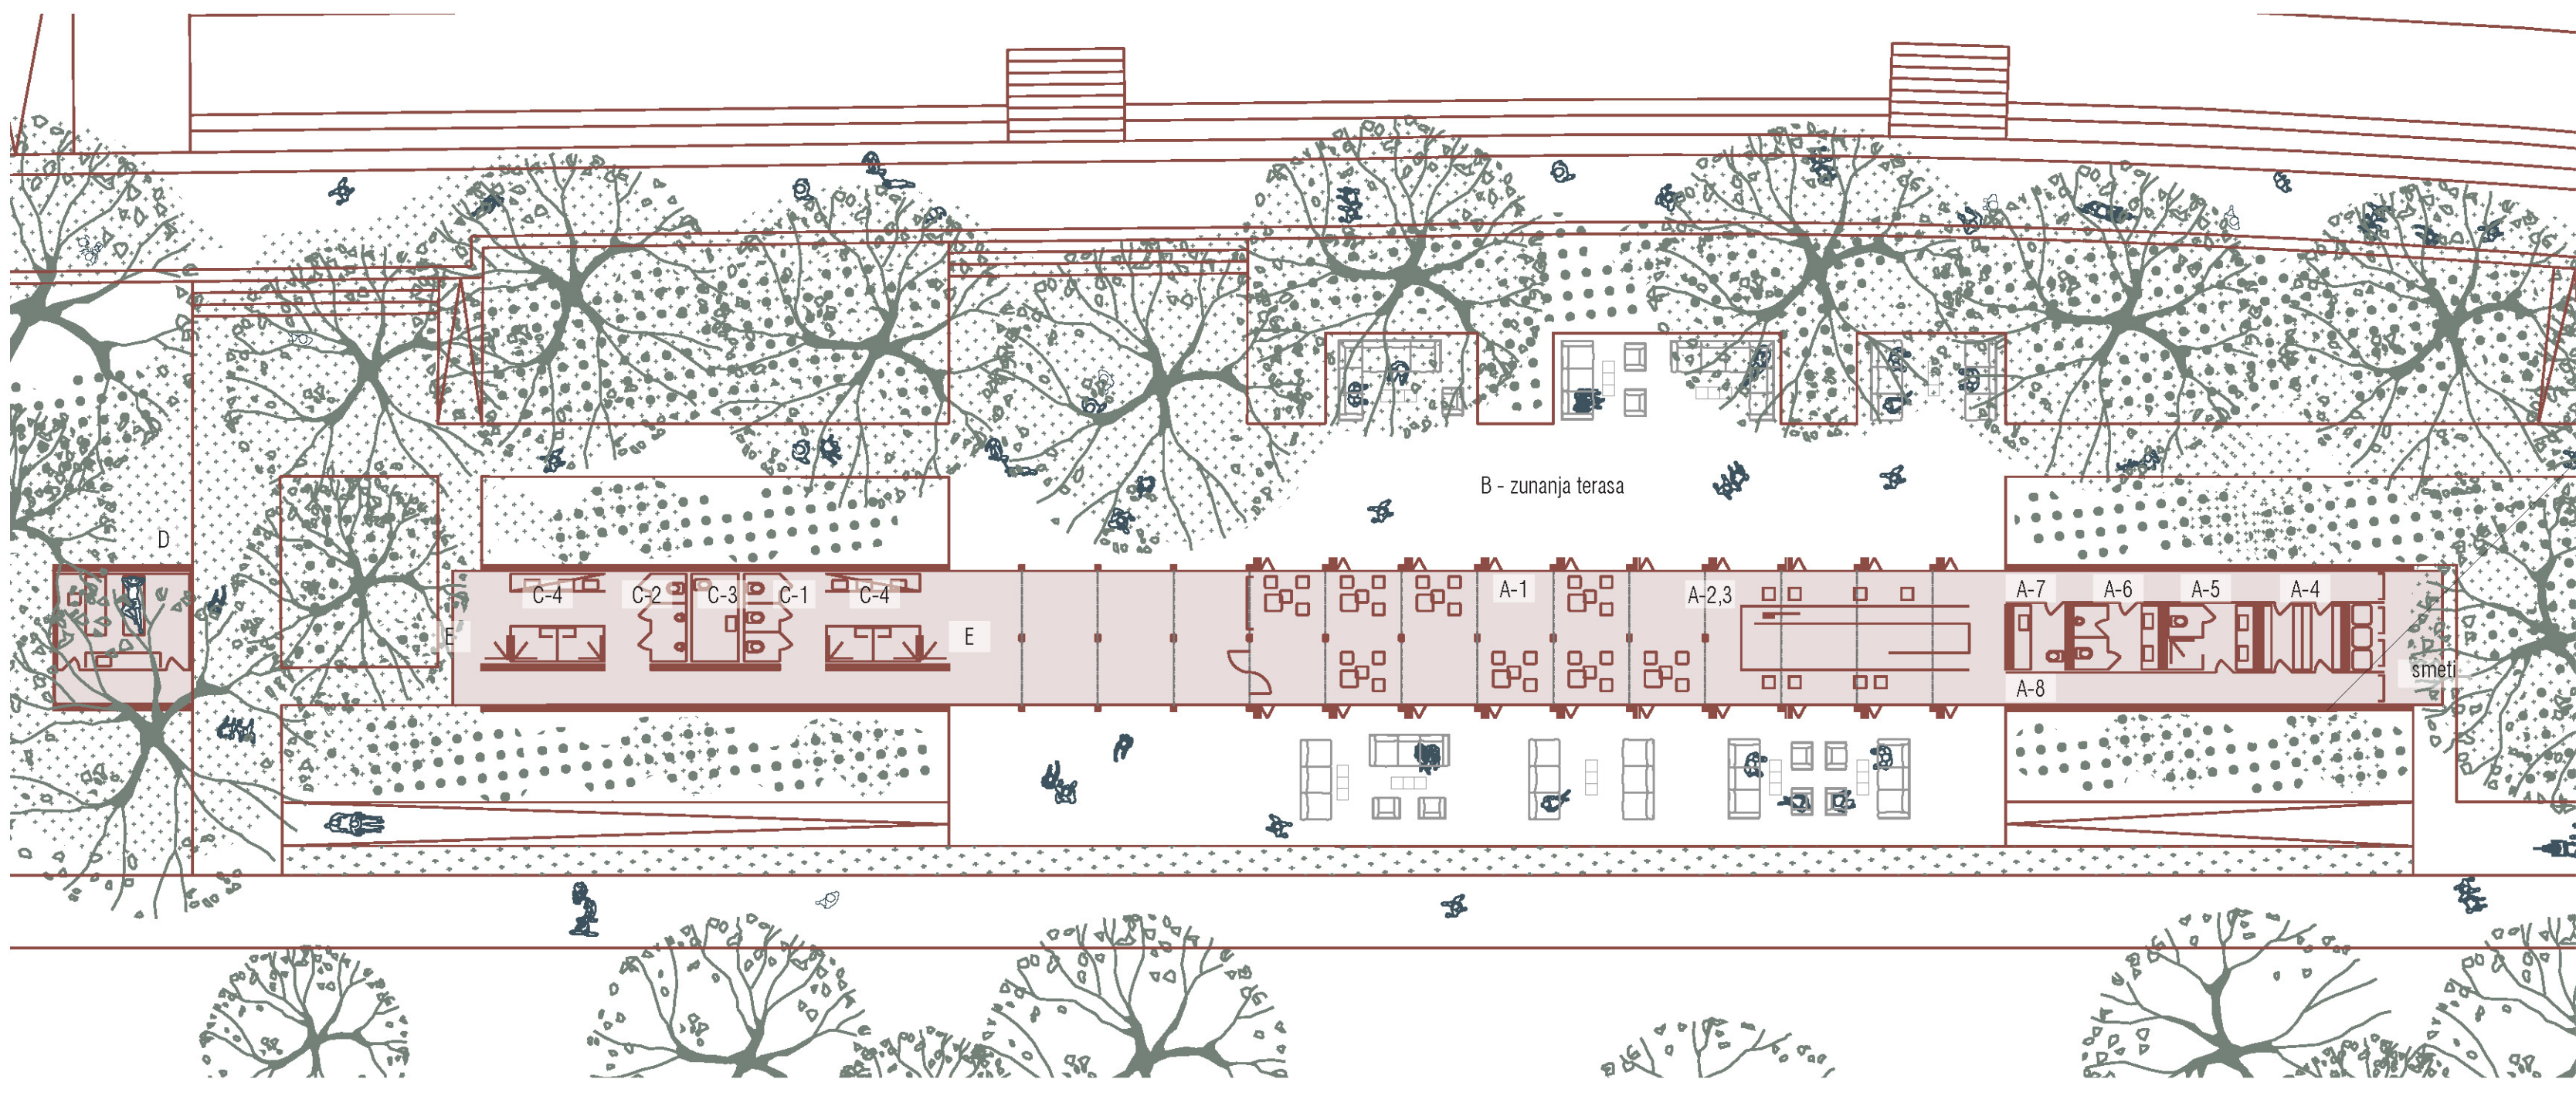 B - zunanja terasa
D
C-4
C-2
C-3
C-1
C-4
A-1
A-2,3
A-7
A-6
A-5
A-4
E
E
smeti
A-8